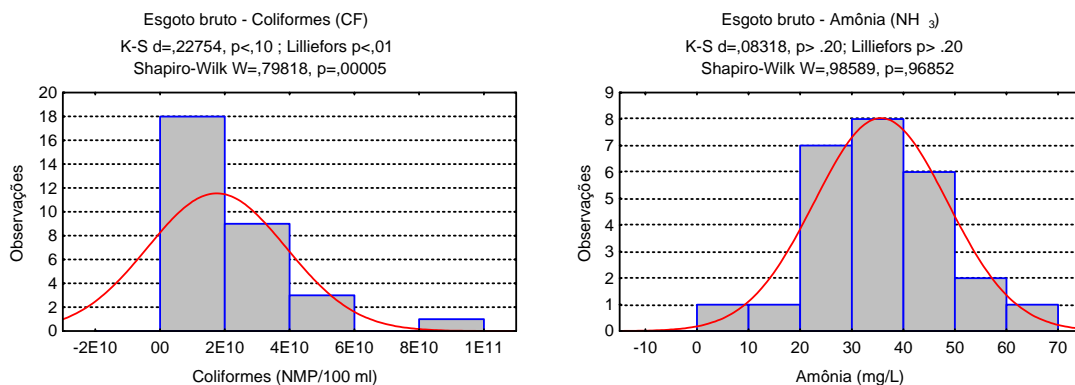 Esgoto bruto - Coliformes (CF)
K-S d=,22754, p<,10 ; Lilliefors p<,01
Shapiro-Wilk W=,79818, p=,00005
20
18
16
14
12
10
8
6
4
2
0
Observações
-2E10 00 2E10 4E10 6E10 8E10 1E11
Coliformes (NMP/100 ml)
Esgoto bruto - Amônia (NH 3)
K-S d=,08318, p> .20; Lilliefors p> .20
Shapiro-Wilk W=,98589, p=,96852
9
8
7
6
5
4
3
2
1
0
Observações
-10 0 10 20 30 40 50 60 70
Amônia (mg/L)